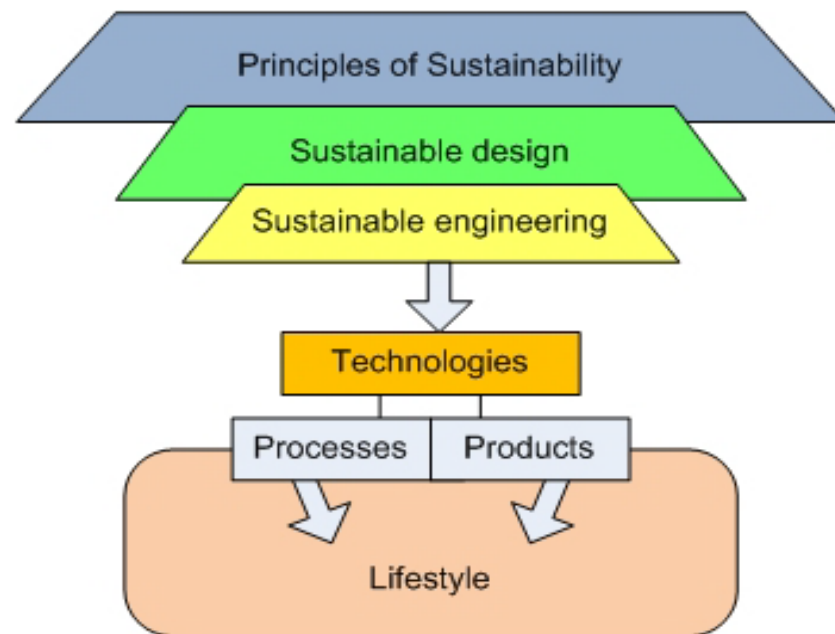 Principles of Sustainability
Sustainable design
Sustainable engineering
Technologies
Processes
Products
Lifestyle